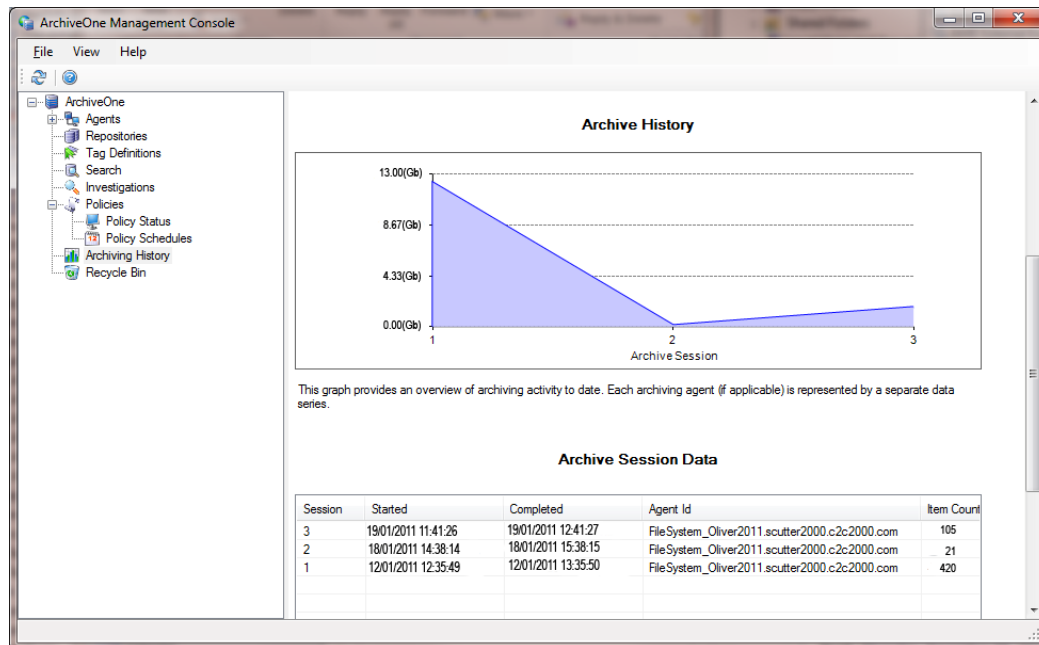 ArchiveOne Management Console
File View Help
ArchiveOne
Agents
Repositories
Tag Definitions
Search
Investigations
Policies
Policy Status
Policy Schedules
Archiving History
Recycle Bin
Archive History
13.00(Gb)
8.67(Gb)
4.33(Gb)
0.00(Gb)
1 2 3
Archive Session
This graph provides an overview of archiving activity to date. Each archiving agent (if applicable) is represented by a separate data
series.
Archive Session Data
Session Started Completed Agent Id Item Count
3 19/01/2011 11:41:26 19/01/2011 12:41:27 FileSystem_Oliver2011.scutter2000.c2c2000.com 105
2 18/01/2011 14:38:14 18/01/2011 15:38:15 FileSystem_Oliver2011.scutter2000.c2c2000.com 21
1 12/01/2011 12:35:49 12/01/2011 13:35:50 FileSystem_Oliver2011.scutter2000.c2c2000.com 420